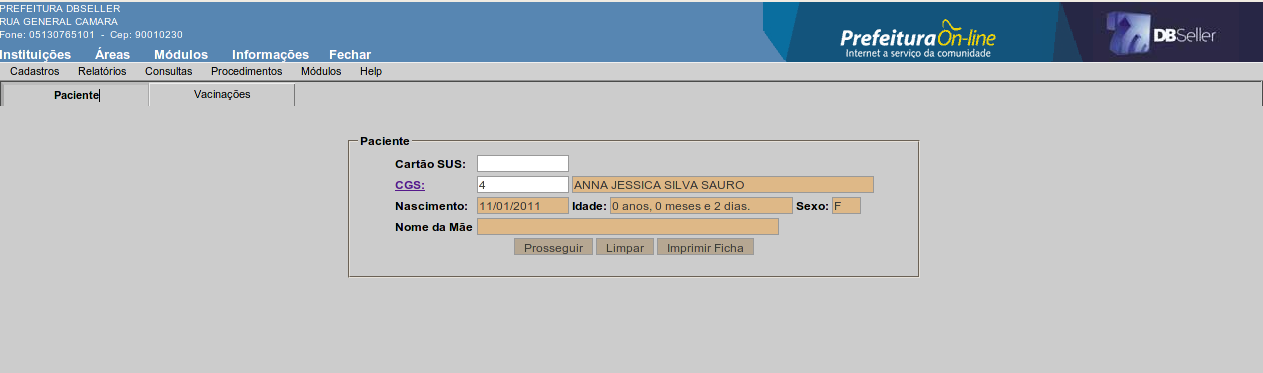 PREFEITURA DBSELLER
RUA GENERAL CAMARA
Fone: 05130765101 - Cep: 90010230
PrefeituraOn-line
Internet a serviço da comunidade
DBSeller
Instituições Áreas Módulos Informações Fechar
Cadastros Relatórios Consultas Procedimentos Módulos Help
Paciente Vacinações
Paciente
Cartão SUS:
CGS: 4 ANNA JESSICA SILVA SAURO
Nascimento: 11/01/2011 Idade: 0 anos, 0 meses e 2 dias. Sexo: F
Nome da Mãe
Prosseguir Limpar Imprimir Ficha